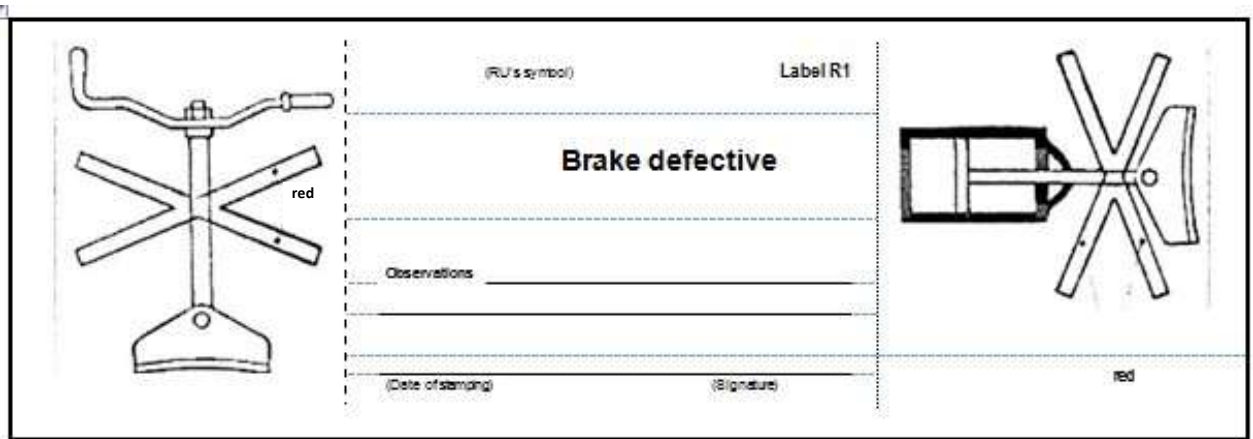 (RU's symbol) Label R1
Brake defective
red
Observations
(Date of stamping) (Signature)
red